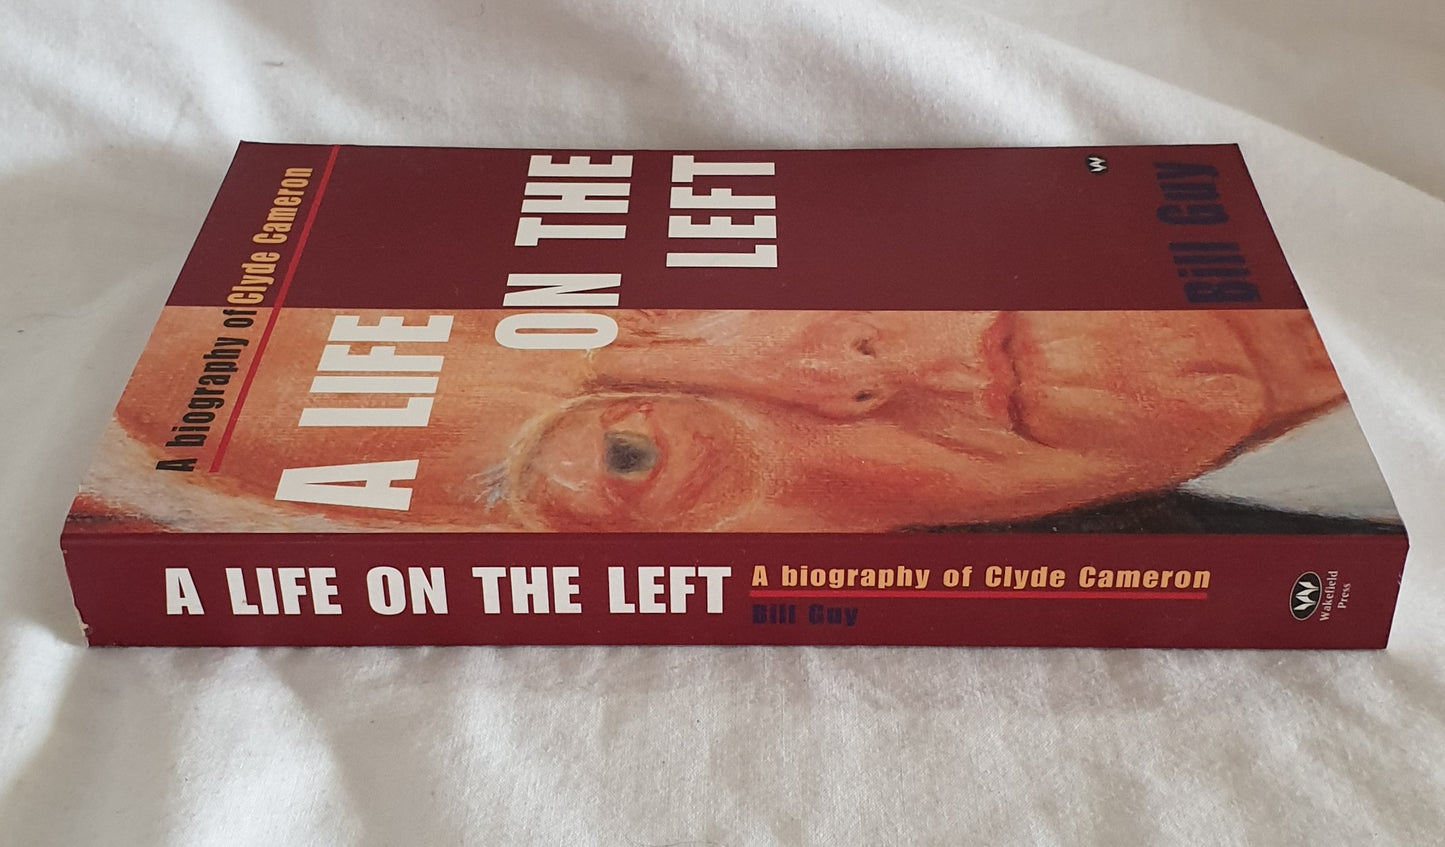 A biography of Clyde Cameron
A LIFE
ON THE
LEFT
W
Bill Guy
A LIFE ON THE LEFT
A biography of Clyde Cameron
Bill Guy
W
Wakefield
Press